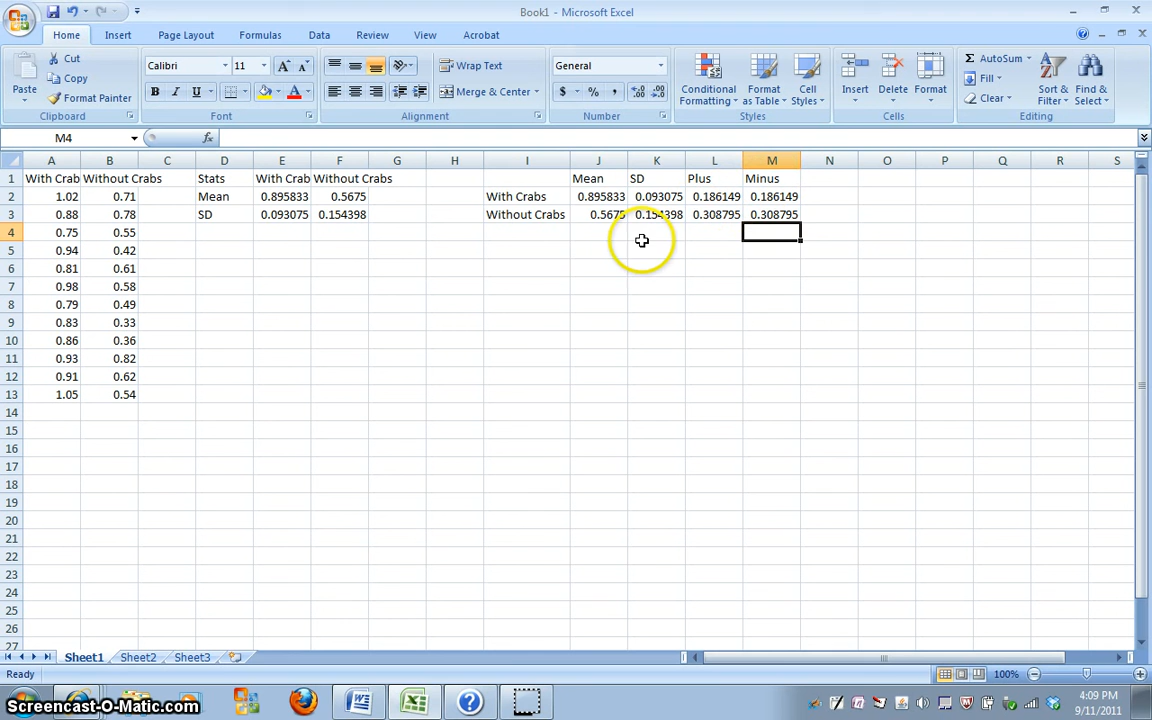 Book1 - Microsoft Excel
Home Insert Page Layout Formulas Data Review View Acrobat
Paste
Cut
Copy
Format Painter
Clipboard
Calibri 11 A A
B I U A
Font
Wrap Text
Merge & Center
Alignment
General
$ % ,
Number
Conditional Formatting
Format as Table
Cell Styles
Styles
Insert Delete Format
Cells
Σ AutoSum
Fill
Clear
Sort & Filter
Find & Select
Editing
M4 fx
A B C D E F G H I J K L M N O P Q R S
1 With Crab Without Crabs Stats With Crab Without Crabs Mean SD Plus Minus
2 1.02 0.71 Mean 0.895833 0.5675 With Crabs 0.895833 0.093075 0.186149 0.186149
3 0.88 0.78 SD 0.093075 0.154398 Without Crabs 0.5675 0.154398 0.308795 0.308795
4 0.75 0.55
5 0.94 0.42
6 0.81 0.61
7 0.98 0.58
8 0.79 0.49
9 0.83 0.33
10 0.86 0.36
11 0.93 0.82
12 0.91 0.62
13 1.05 0.54
14
15
16
17
18
19
20
21
22
23
24
25
26
27
Sheet1 Sheet2 Sheet3
Ready 100%
Screencast-O-Matic.com
4:09 PM
9/11/2011